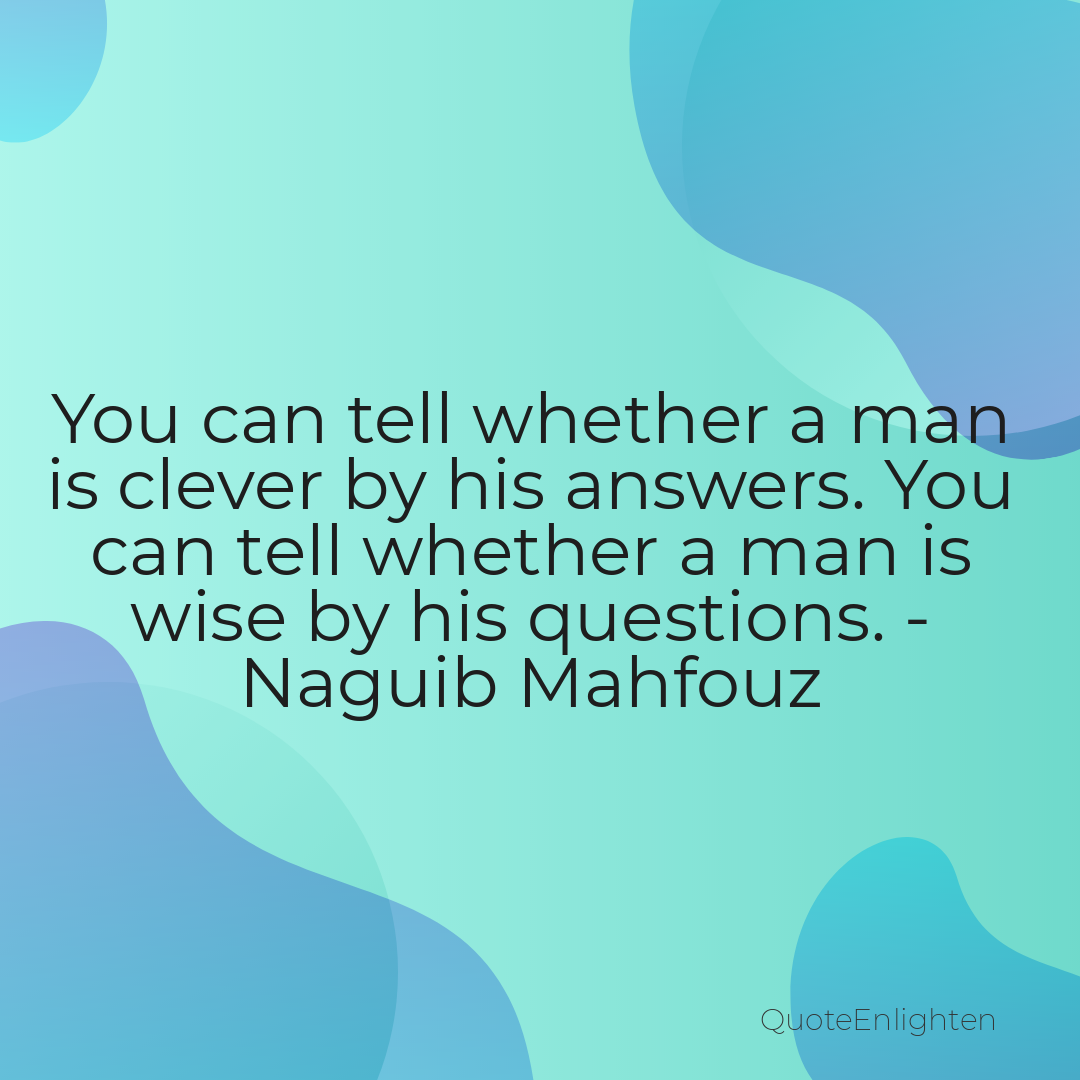 You can tell whether a man
is clever by his answers. You
can tell whether a man is
wise by his questions. -
Naguib Mahfouz
QuoteEnlighten